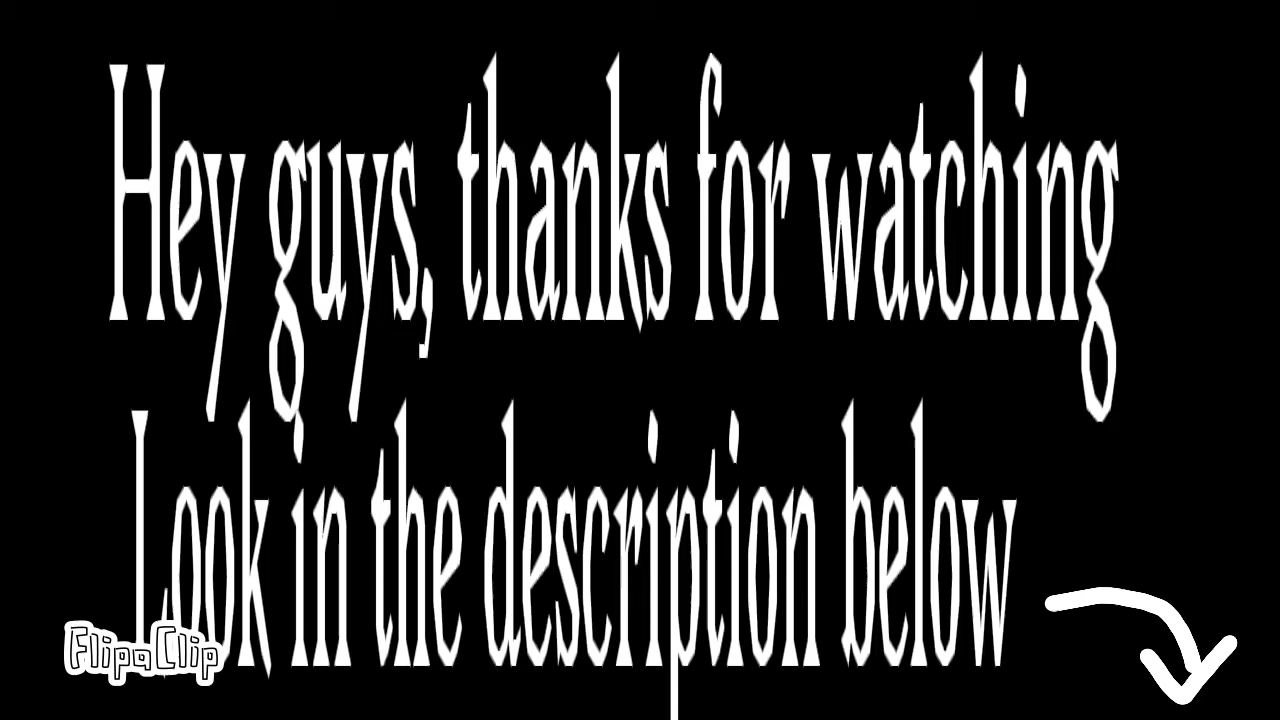 Hey guys, thanks for watching
Look in the description below
FlipaClip